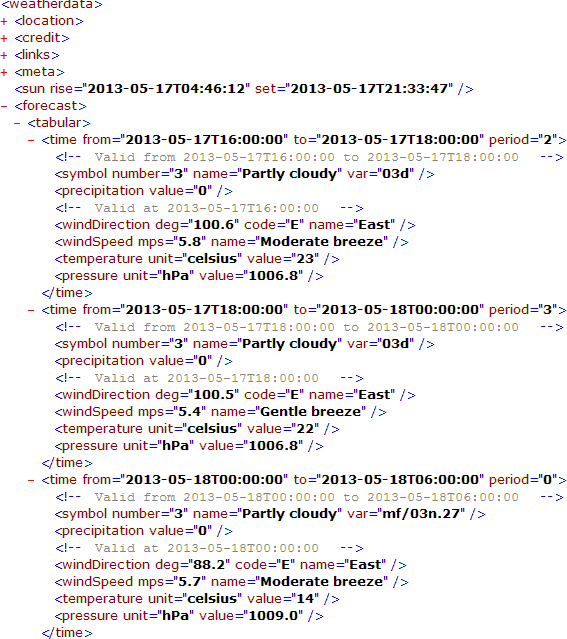 <weatherdata>
+ <location>
+ <credit>
+ <links>
+ <meta>
<sun rise="2013-05-17T04:46:12" set="2013-05-17T21:33:47" />
- <forecast>
- <tabular>
- <time from="2013-05-17T16:00:00" to="2013-05-17T18:00:00" period="2">
<!-- Valid from 2013-05-17T16:00:00 to 2013-05-17T18:00:00 -->
<symbol number="3" name="Partly cloudy" var="03d" />
<precipitation value="0" />
<!-- Valid at 2013-05-17T16:00:00 -->
<windDirection deg="100.6" code="E" name="East" />
<windSpeed mps="5.8" name="Moderate breeze" />
<temperature unit="celsius" value="23" />
<pressure unit="hPa" value="1006.8" />
</time>
- <time from="2013-05-17T18:00:00" to="2013-05-18T00:00:00" period="3">
<!-- Valid from 2013-05-17T18:00:00 to 2013-05-18T00:00:00 -->
<symbol number="3" name="Partly cloudy" var="03d" />
<precipitation value="0" />
<!-- Valid at 2013-05-17T18:00:00 -->
<windDirection deg="100.5" code="E" name="East" />
<windSpeed mps="5.4" name="Gentle breeze" />
<temperature unit="celsius" value="22" />
<pressure unit="hPa" value="1006.8" />
</time>
- <time from="2013-05-18T00:00:00" to="2013-05-18T06:00:00" period="0">
<!-- Valid from 2013-05-18T00:00:00 to 2013-05-18T06:00:00 -->
<symbol number="3" name="Partly cloudy" var="mf/03n.27" />
<precipitation value="0" />
<!-- Valid at 2013-05-18T00:00:00 -->
<windDirection deg="88.2" code="E" name="East" />
<windSpeed mps="5.7" name="Moderate breeze" />
<temperature unit="celsius" value="14" />
<pressure unit="hPa" value="1009.0" />
</time>